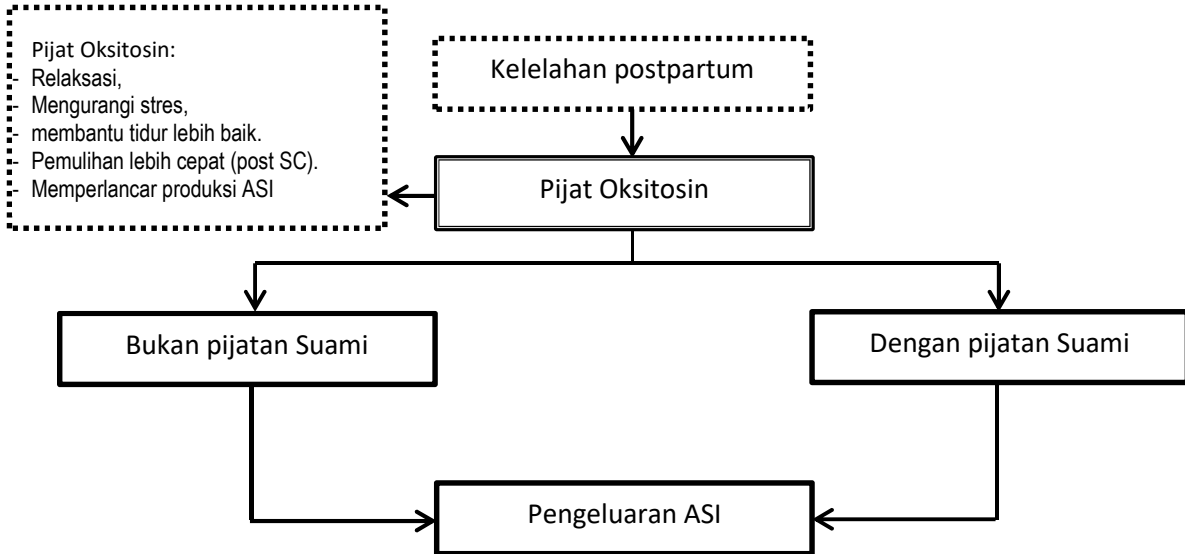 Pijat Oksitosin:
- Relaksasi,
- Mengurangi stres,
- membantu tidur lebih baik.
- Pemulihan lebih cepat (post SC).
- Memperlancar produksi ASI
Kelelahan postpartum
Pijat Oksitosin
Bukan pijatan Suami
Dengan pijatan Suami
Pengeluaran ASI